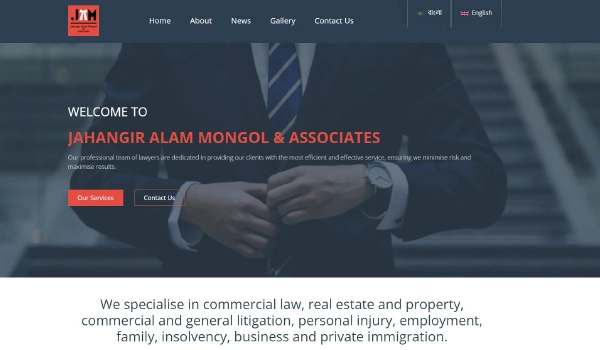 JAM
Home
About
News
Gallery
Contact Us
বাংলা
English
WELCOME TO
JAHANGIR ALAM MONGOL & ASSOCIATES
Our professional team of lawyers are dedicated in providing our clients with the most efficient and effective service, ensuring we minimise risk and
maximise results.
Our Services
Contact Us
We specialise in commercial law, real estate and property,
commercial and general litigation, personal injury, employment,
family, insolvency, business and private immigration.